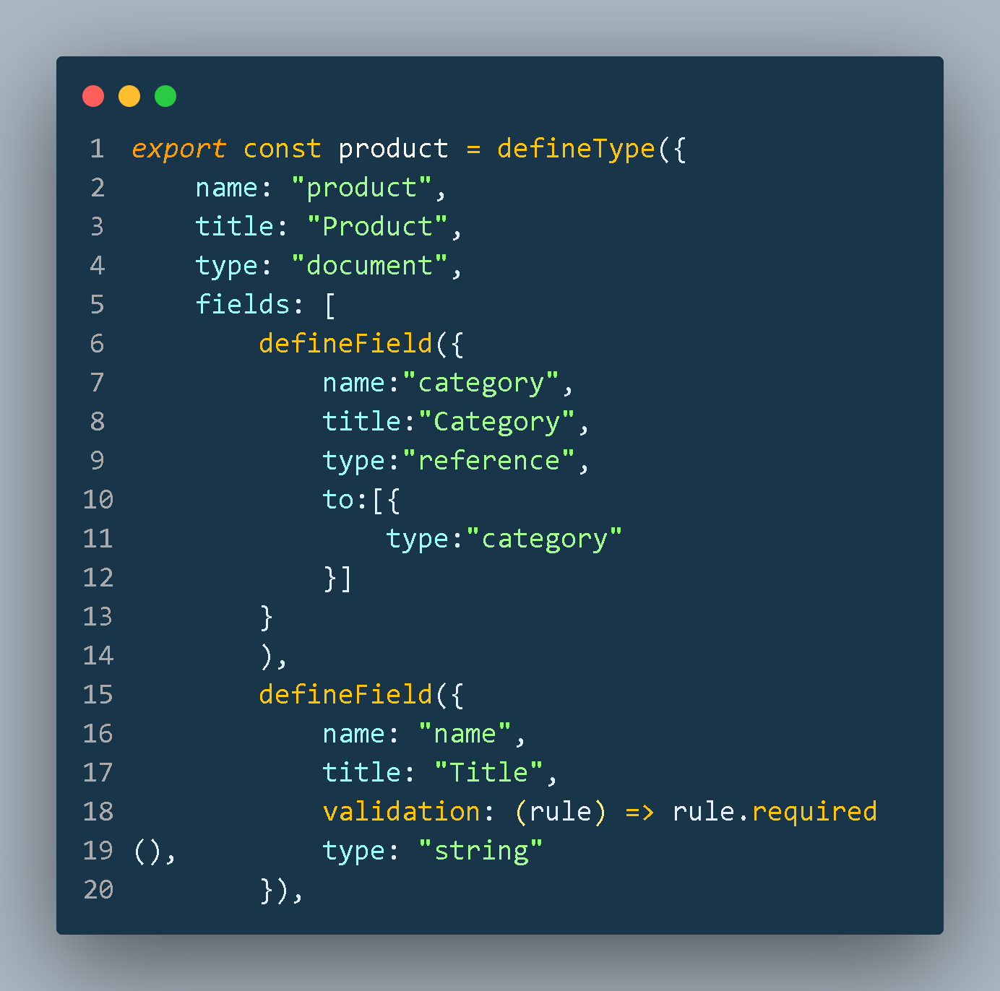 1 export const product = defineType({
2     name: "product",
3     title: "Product",
4     type: "document",
5     fields: [
6         defineField({
7             name:"category",
8             title:"Category",
9             type:"reference",
10             to:[{
11                 type:"category"
12             }]
13         }
14         ),
15         defineField({
16             name: "name",
17             title: "Title",
18             validation: (rule) => rule.required
19 (),         type: "string"
20         }),